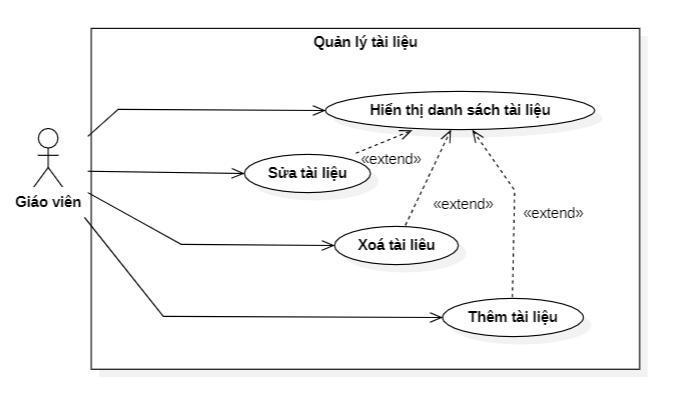 Quản lý tài liệu
Hiển thị danh sách tài liệu
«extend»
Sửa tài liệu
Giáo viên
«extend»
«extend»
Xoá tài liệu
Thêm tài liệu